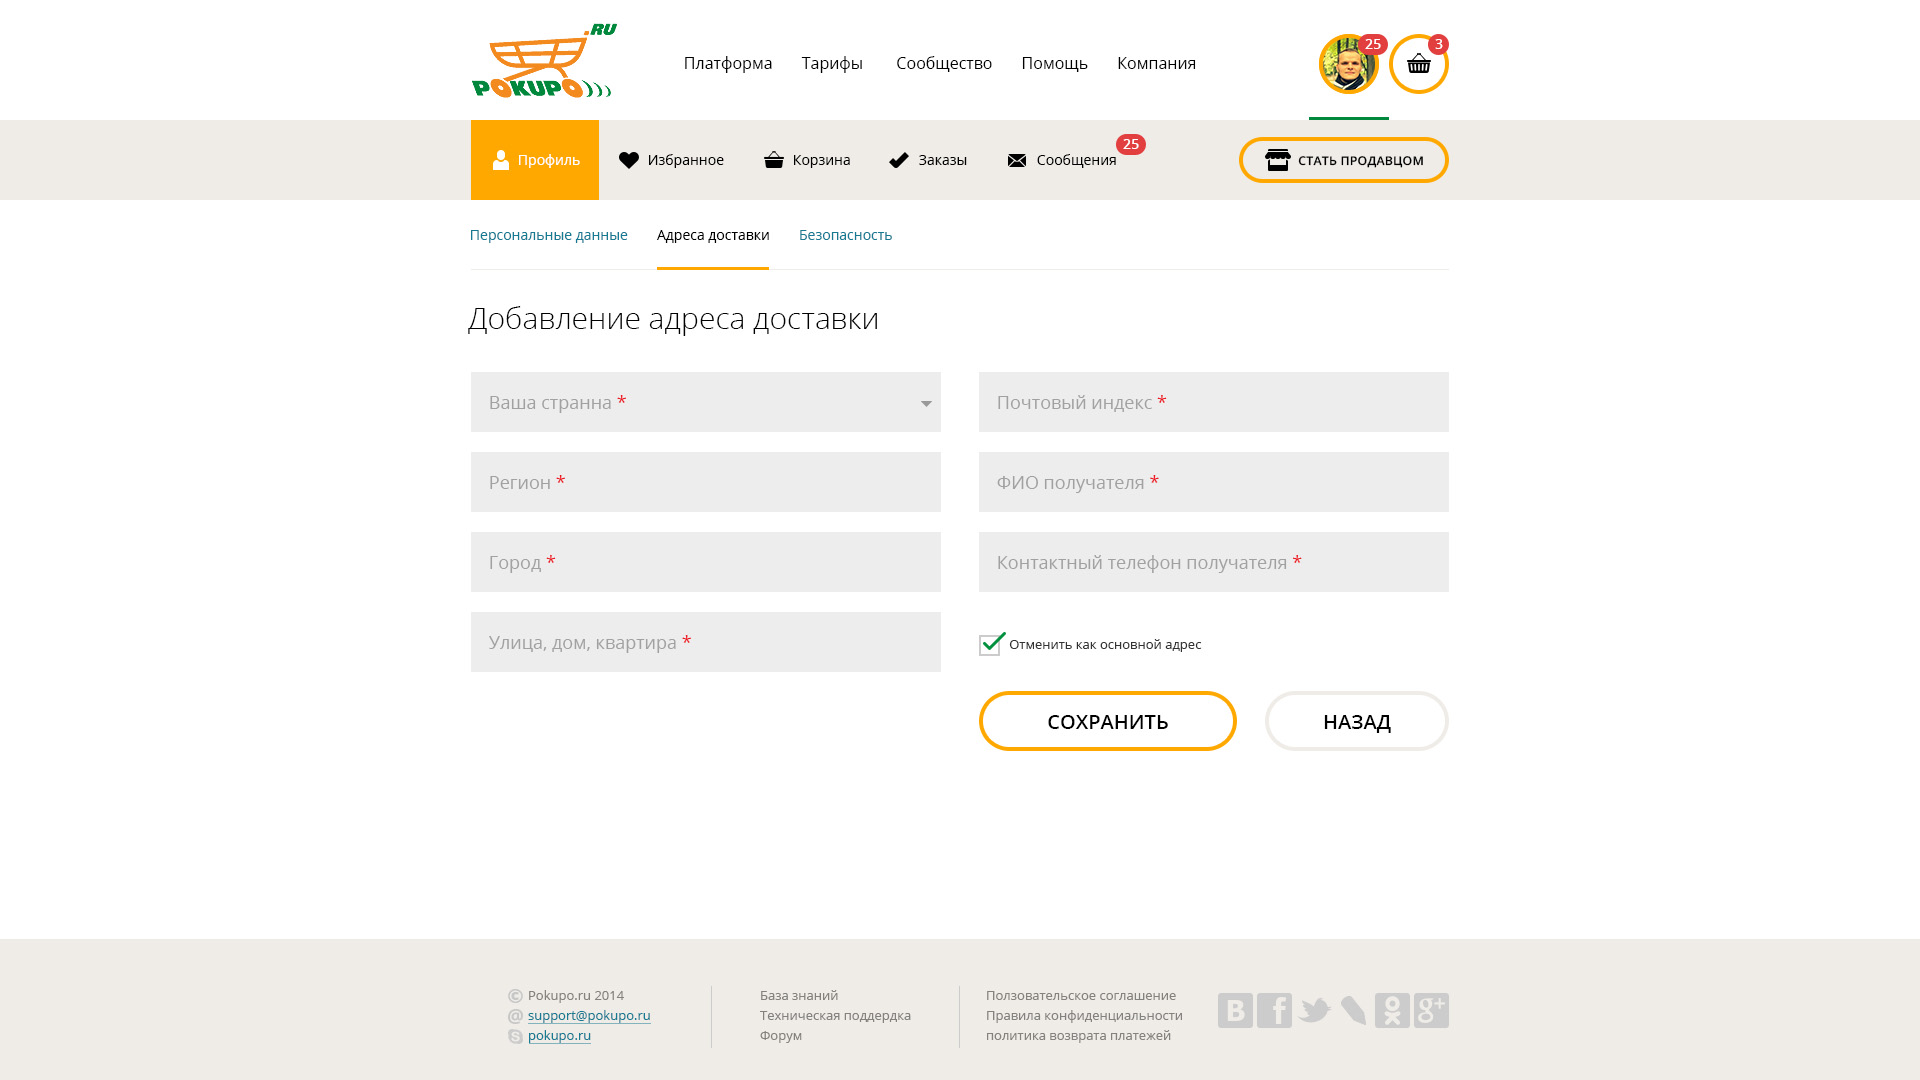 .RU
POKUPO
Платформа Тарифы Сообщество Помощь Компания
25
3
Профиль Избранное Корзина Заказы Сообщения 25 СТАТЬ ПРОДАВЦОМ
Персональные данные Адреса доставки Безопасность
Добавление адреса доставки
Ваша странна *
Почтовый индекс *
Регион *
ФИО получателя *
Город *
Контактный телефон получателя *
Улица, дом, квартира *
Отменить как основной адрес
СОХРАНИТЬ НАЗАД
© Pokupo.ru 2014
@ support@pokupo.ru
pokupo.ru
База знаний
Техническая поддердка
Форум
Ползовательское соглашение
Правила конфиденциальности
политика возврата платежей